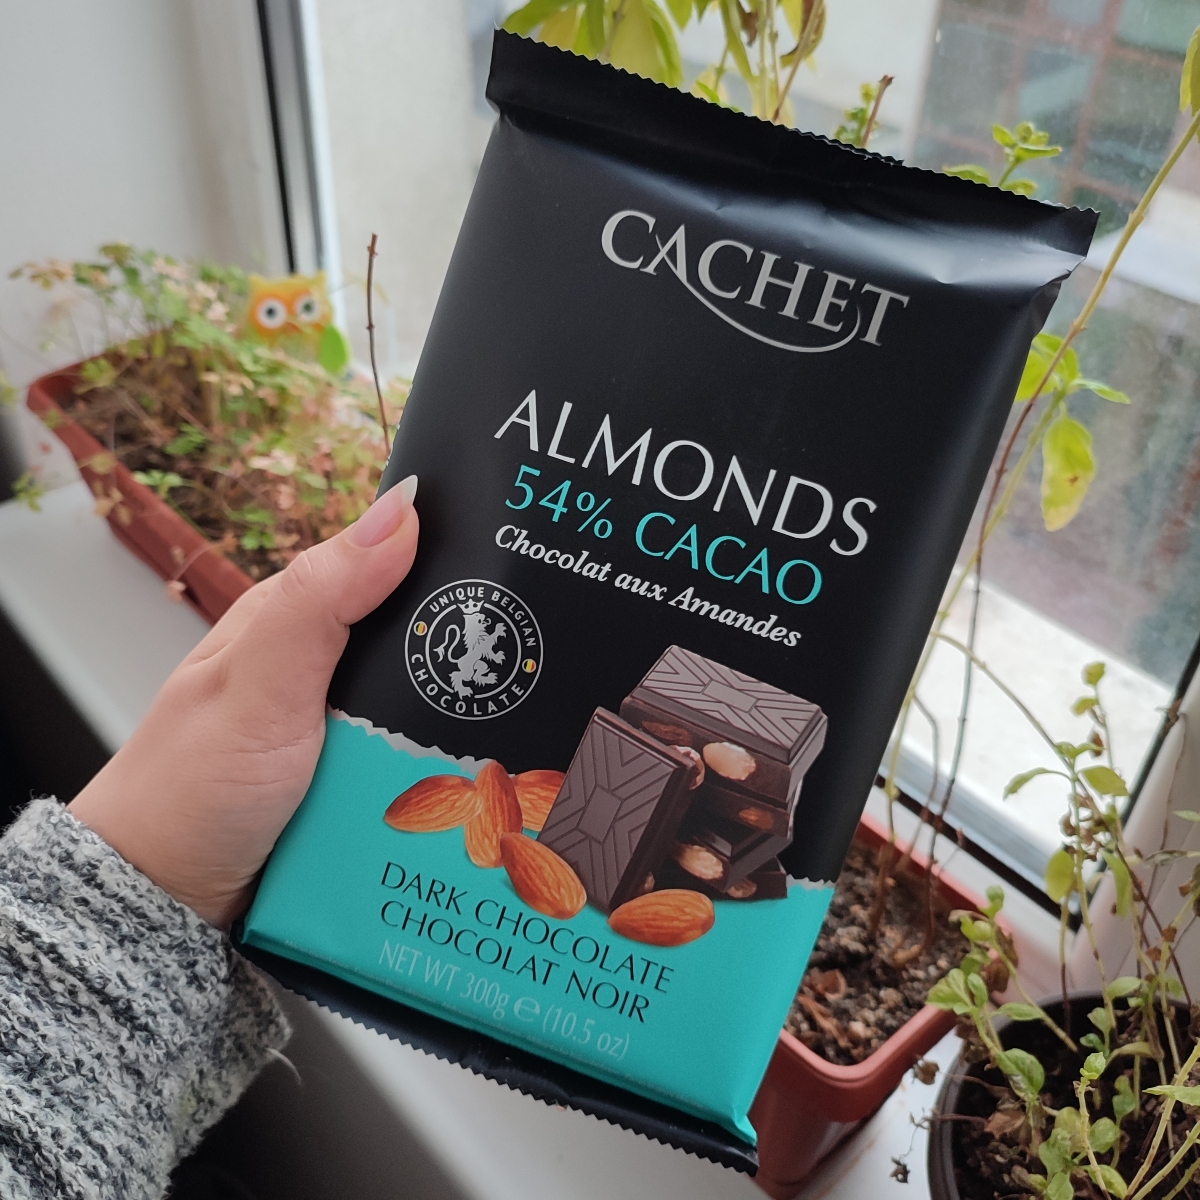 CACHET
ALMONDS
54% CACAO
Chocolat aux Amandes
UNIQUE BELGIAN
CHOCOLATE
DARK CHOCOLATE
CHOCOLAT NOIR
NET WT 300g ℮ (10.5 oz)